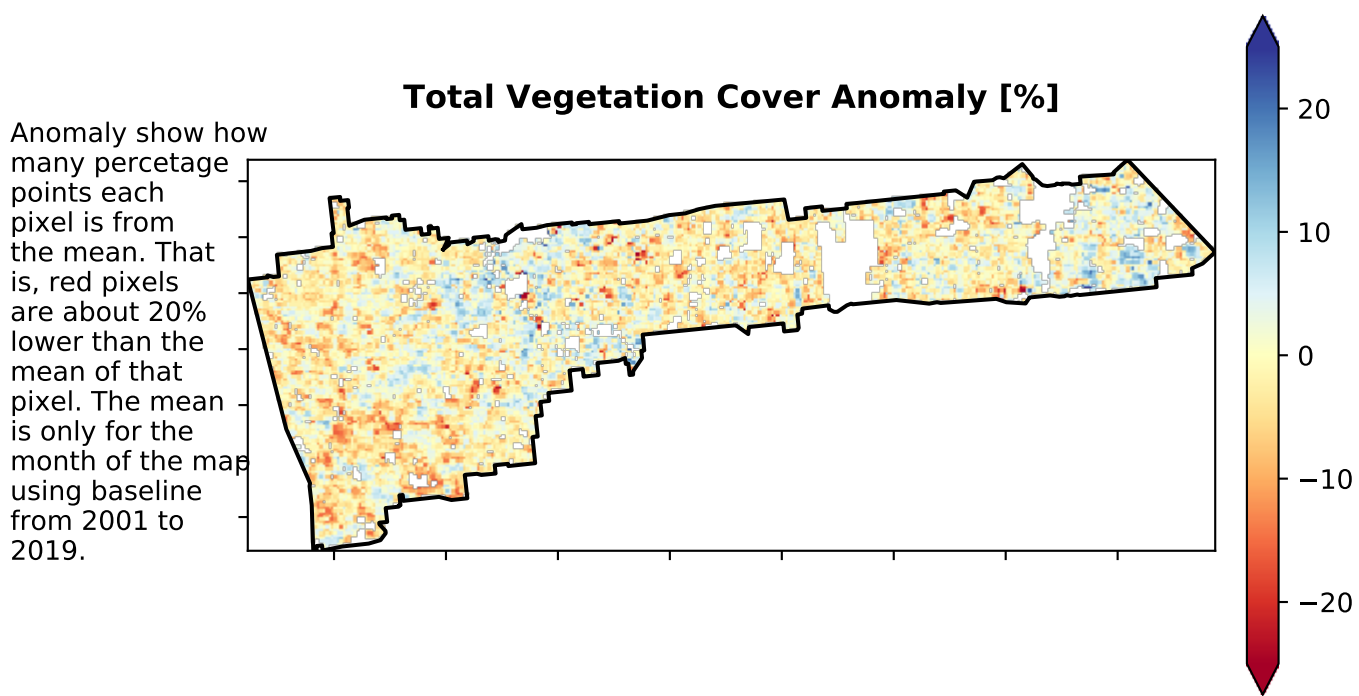 Total Vegetation Cover Anomaly [%]
Anomaly show how
many percetage
points each
pixel is from
the mean. That
is, red pixels
are about 20%
lower than the
mean of that
pixel. The mean
is only for the
month of the map
using baseline
from 2001 to
2019.
20
10
0
−10
−20